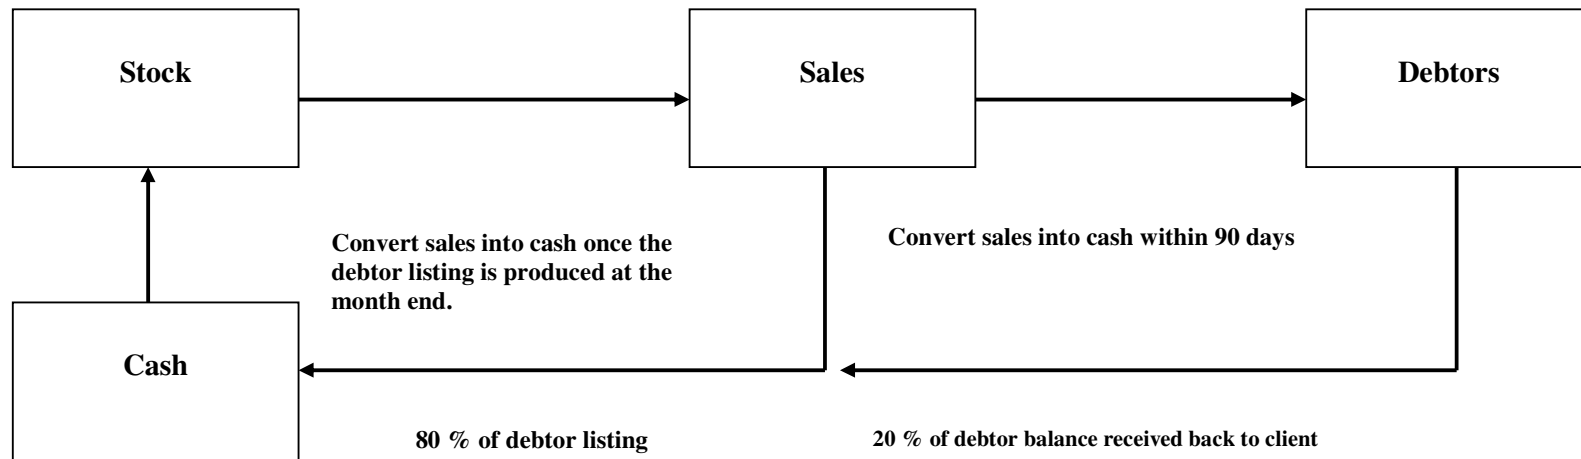 Stock
Sales
Debtors
Convert sales into cash once the
debtor listing is produced at the
month end.
Convert sales into cash within 90 days
Cash
80 % of debtor listing
20 % of debtor balance received back to client